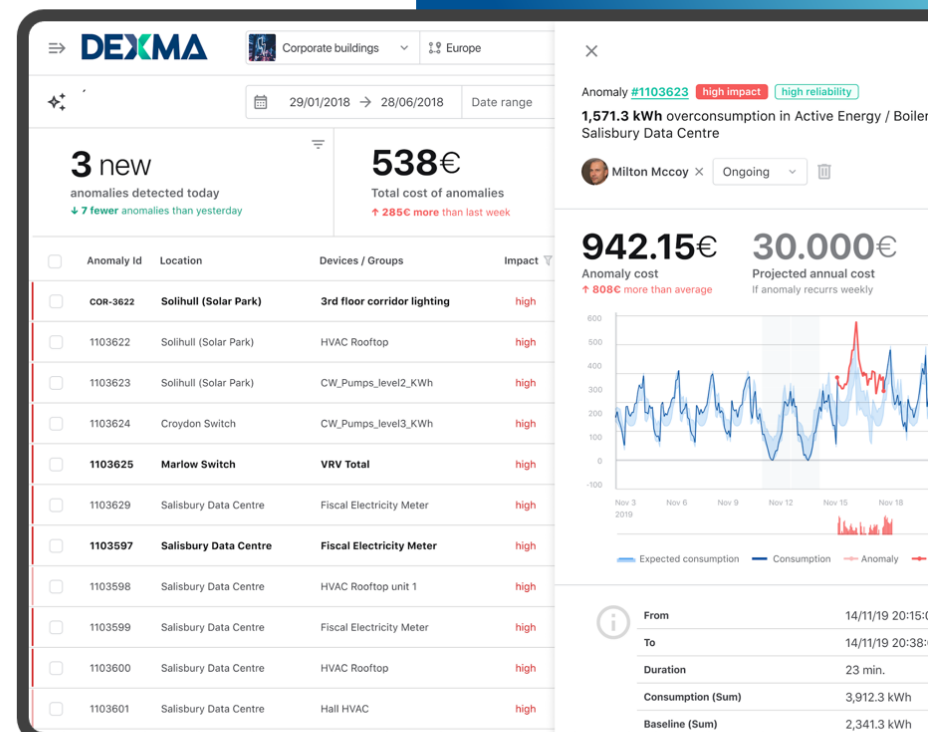 DEXMA
Corporate buildings
Europe
29/01/2018 → 28/06/2018
Date range
3 new
anomalies detected today
↓ 7 fewer anomalies than yesterday
538€
Total cost of anomalies
↑ 285€ more than last week
Anomaly Id Location Devices / Groups Impact
COR-3622 Solihull (Solar Park) 3rd floor corridor lighting high
1103622 Solihull (Solar Park) HVAC Rooftop high
1103623 Solihull (Solar Park) CW_Pumps_level2_KWh high
1103624 Croydon Switch CW_Pumps_level3_KWh high
1103625 Marlow Switch VRV Total high
1103629 Salisbury Data Centre Fiscal Electricity Meter high
1103597 Salisbury Data Centre Fiscal Electricity Meter high
1103598 Salisbury Data Centre HVAC Rooftop unit 1 high
1103599 Salisbury Data Centre Fiscal Electricity Meter high
1103600 Salisbury Data Centre HVAC Rooftop high
1103601 Salisbury Data Centre Hall HVAC high
Anomaly #1103623 high impact high reliability
1,571.3 kWh overconsumption in Active Energy / Boiler
Salisbury Data Centre
Milton Mccoy × Ongoing
942.15€
Anomaly cost
↑ 808€ more than average
30.000€
Projected annual cost
If anomaly recurrs weekly
600
500
400
300
200
100
0
-100
Nov 3 Nov 6 Nov 9 Nov 12 Nov 15 Nov 18
2019
Expected consumption Consumption Anomaly
From 14/11/19 20:15:0
To 14/11/19 20:38:
Duration 23 min.
Consumption (Sum) 3,912.3 kWh
Baseline (Sum) 2,341.3 kWh